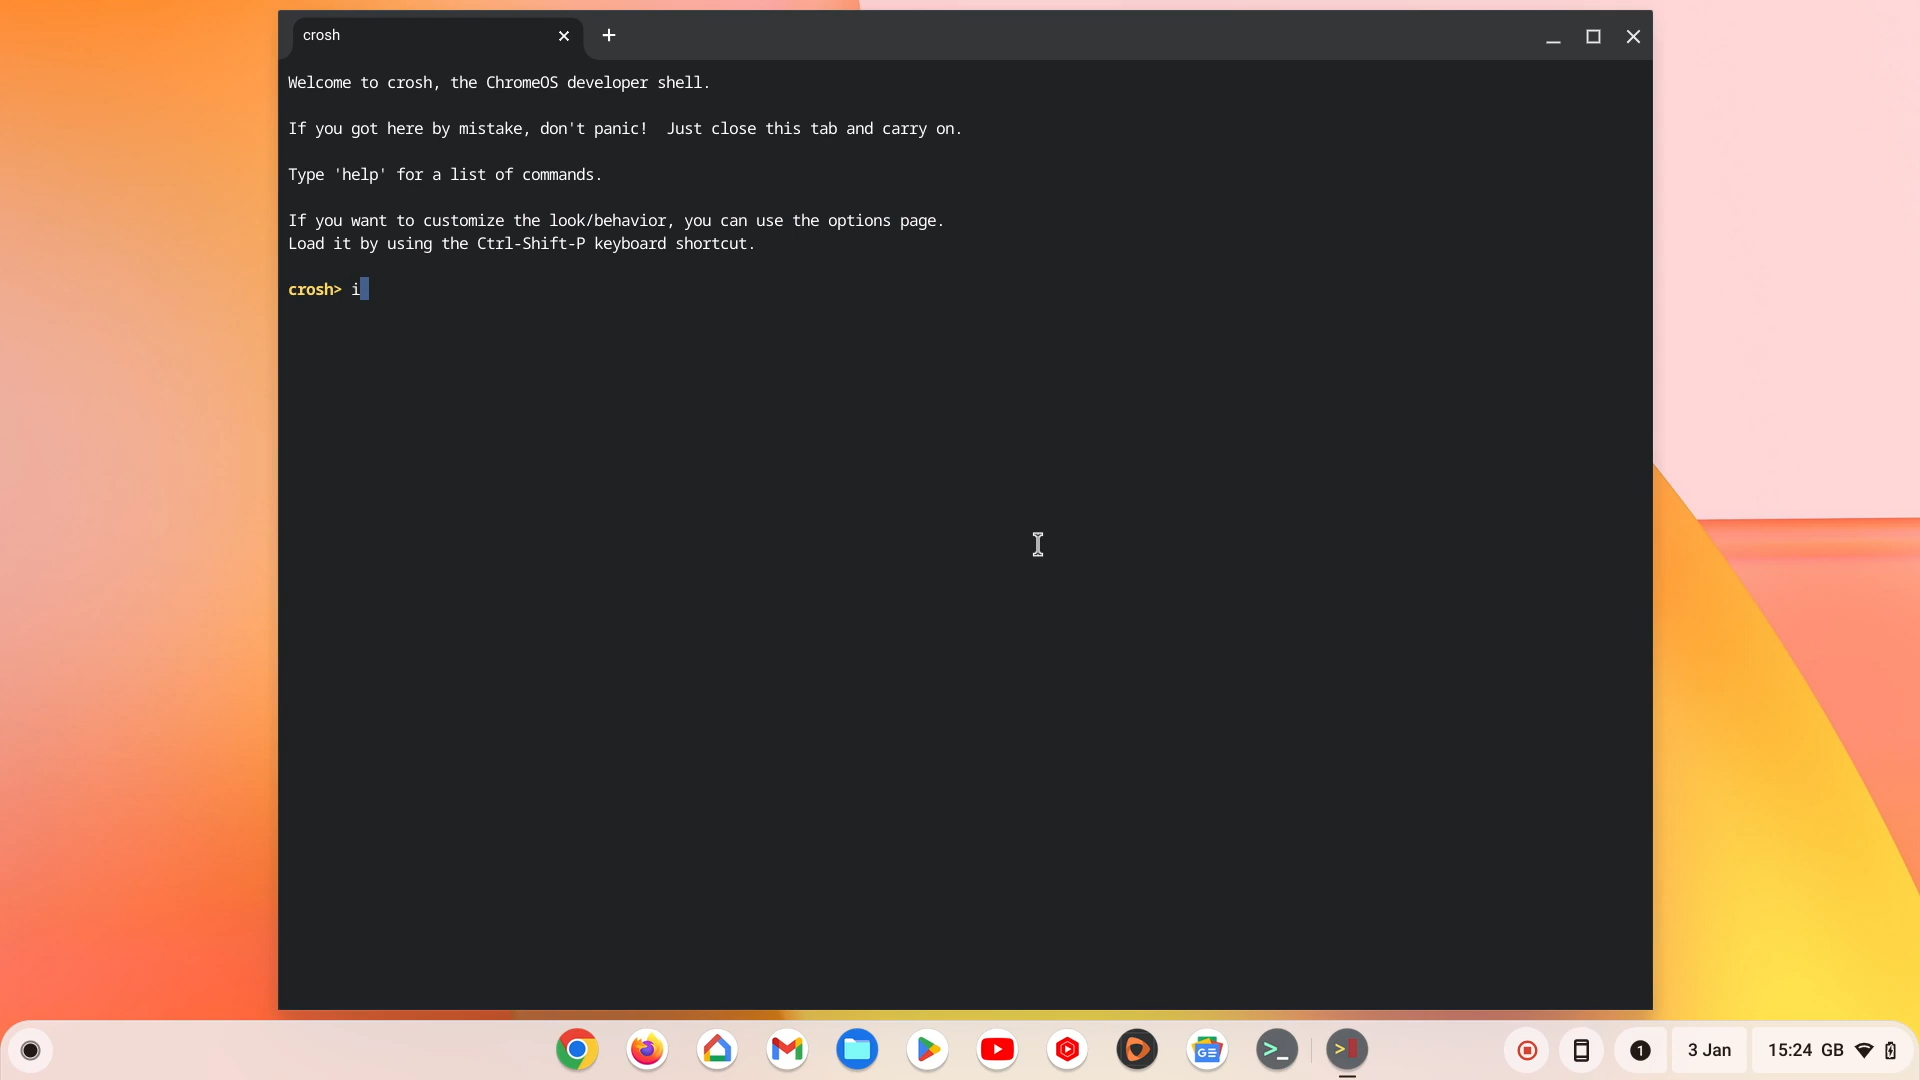 crosh
Welcome to crosh, the ChromeOS developer shell.
If you got here by mistake, don't panic!  Just close this tab and carry on.
Type 'help' for a list of commands.
If you want to customize the look/behavior, you can use the options page.
Load it by using the Ctrl-Shift-P keyboard shortcut.
crosh> i
GE
>_
>
1
3 Jan
15:24 GB